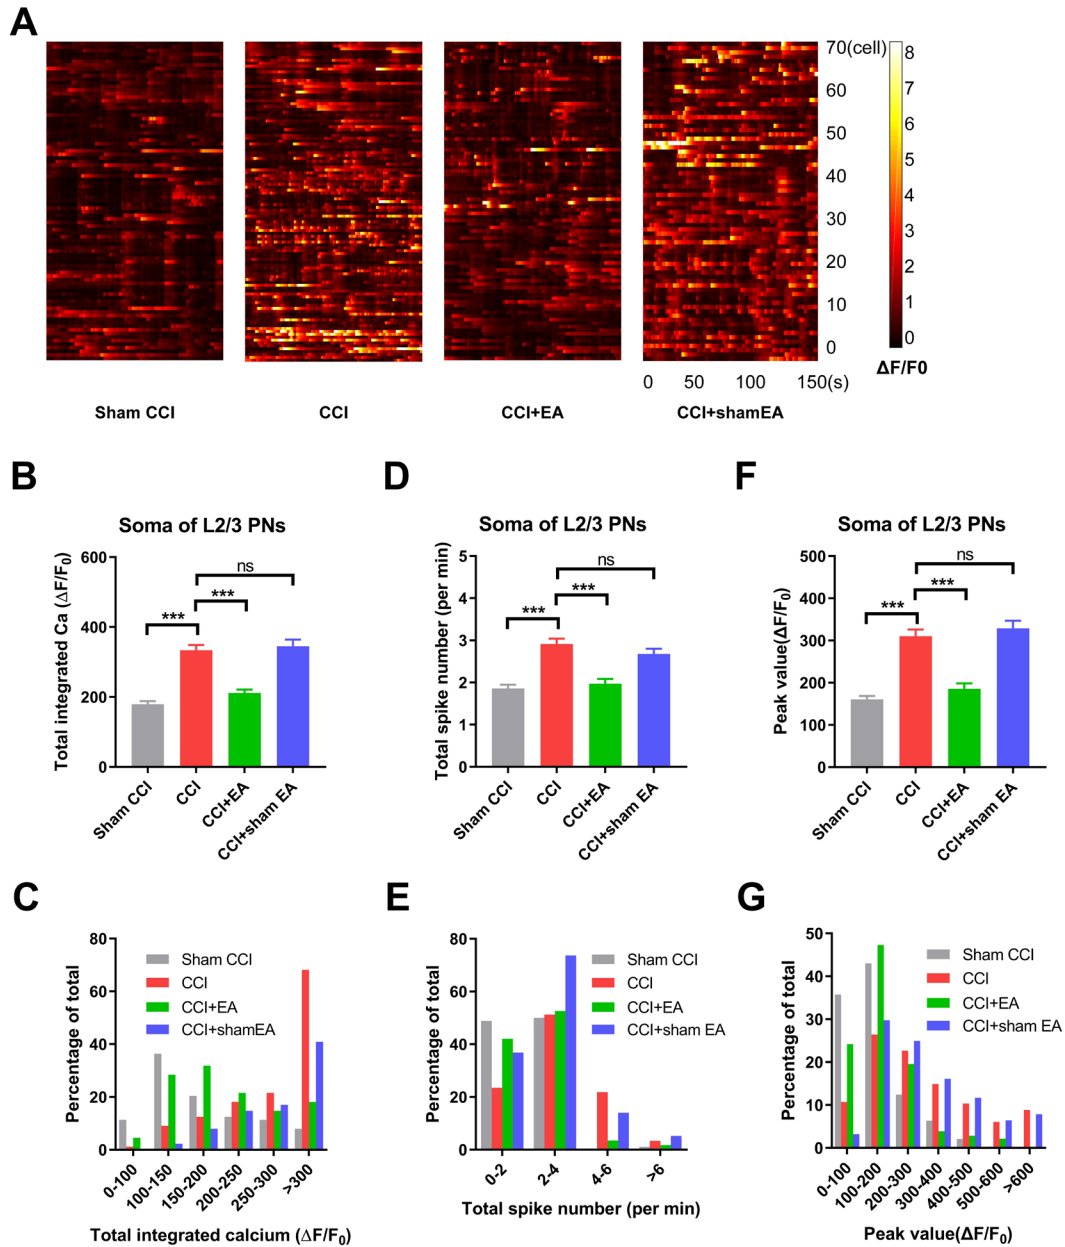 A
70(cell)
60
50
40
30
20
10
0
8
7
6
5
4
3
2
1
0
ΔF/F0
0 50 100 150(s)
Sham CCI
CCI
CCI+EA
CCI+shamEA
B
Soma of L2/3 PNs
Total integrated Ca (ΔF/F0)
600
400
200
0
***
***
ns
Sham CCI
CCI
CCI+EA
CCI+sham EA
D
Soma of L2/3 PNs
Total spike number (per min)
5
4
3
2
1
0
***
***
ns
Sham CCI
CCI
CCI+EA
CCI+sham EA
F
Soma of L2/3 PNs
Peak value(ΔF/F0)
500
400
300
200
100
0
***
***
ns
Sham CCI
CCI
CCI+EA
CCI+sham EA
C
Percentage of total
80
60
40
20
0
Sham CCI
CCI
CCI+EA
CCI+shamEA
0-100
100-150
150-200
200-250
250-300
>300
Total integrated calcium (ΔF/F0)
E
Percentage of total
80
60
40
20
0
Sham CCI
CCI
CCI+EA
CCI+sham EA
0-2
2-4
4-6
>6
Total spike number (per min)
G
Percentage of total
50
40
30
20
10
0
Sham CCI
CCI
CCI+EA
CCI+sham EA
0-100
100-200
200-300
300-400
400-500
500-600
>600
Peak value(ΔF/F0)